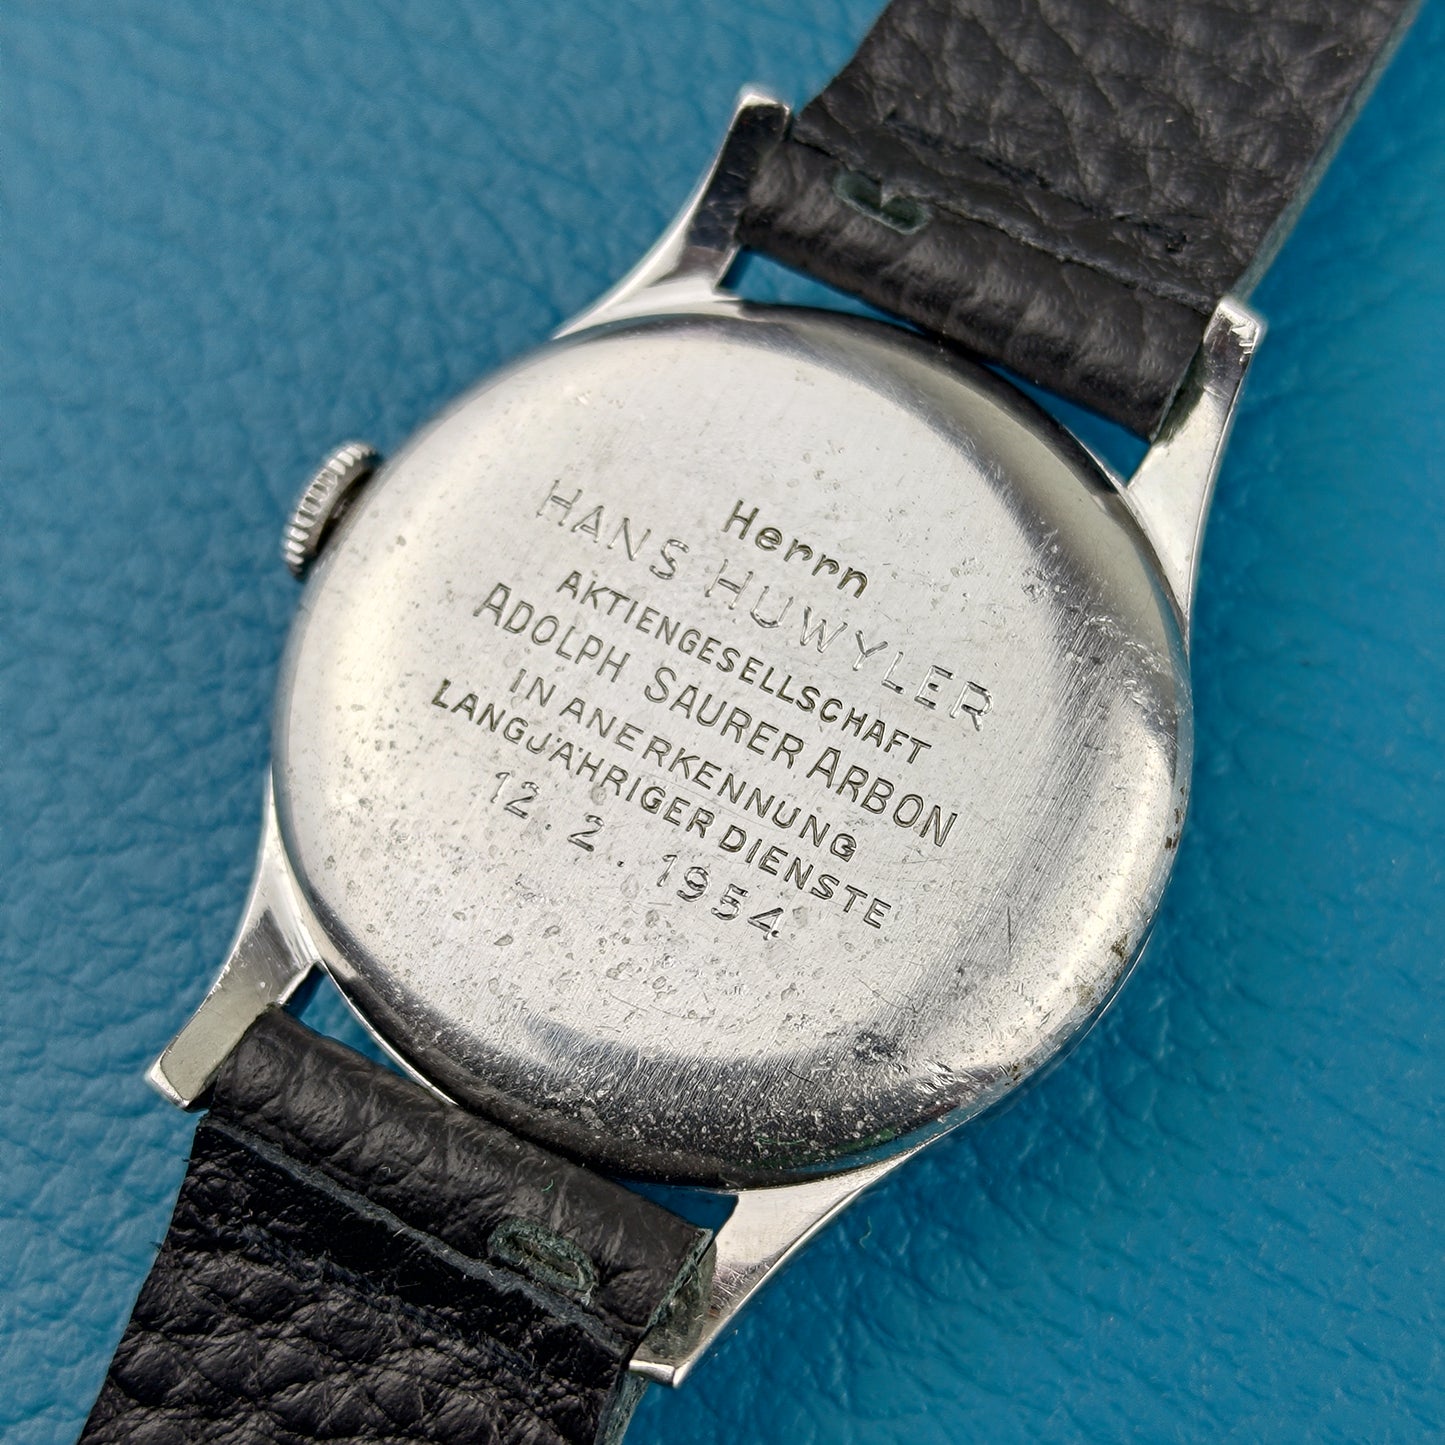 Herrn
HANS HUWYLER
AKTIENGESELLSCHAFT
ADOLPH SAURER ARBON
IN ANERKENNUNG
LANGJÄHRIGER DIENSTE
12.2.1954